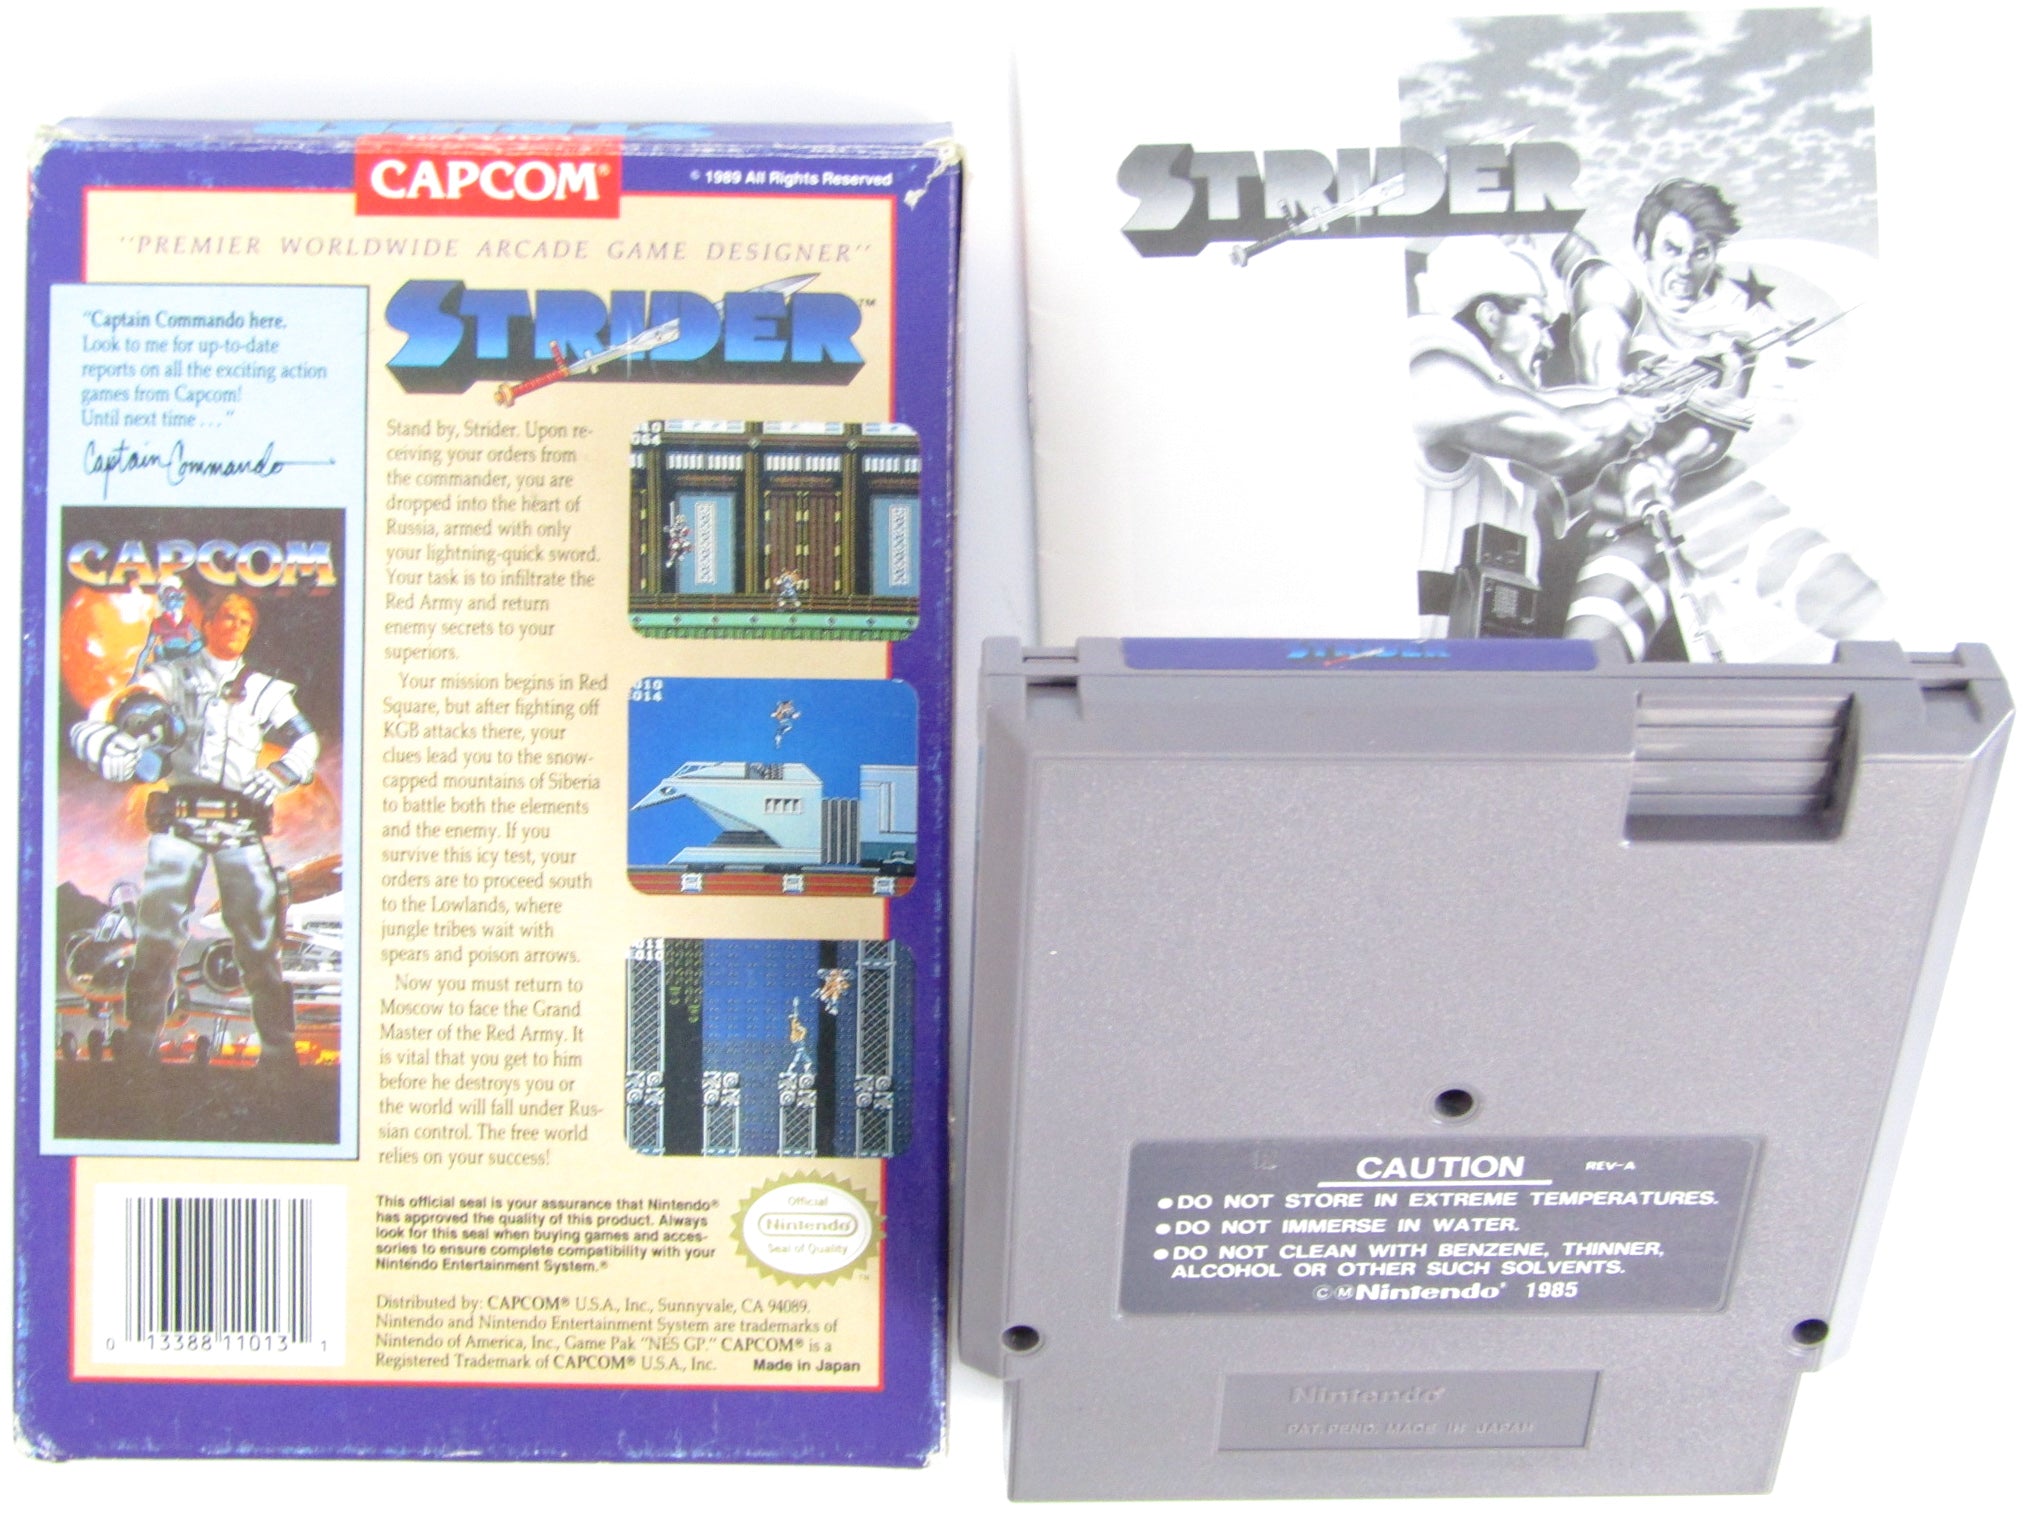 CAPCOM®
© 1989 All Rights Reserved
"PREMIER WORLDWIDE ARCADE GAME DESIGNER"
"Captain Commando here.
Look to me for up-to-date
reports on all the exciting action
games from Capcom!
Until next time . . ."
Captain Commando
CAPCOM
STRIDER™
Stand by, Strider. Upon re-
ceiving your orders from
the commander, you are
dropped into the heart of
Russia, armed with only
your lightning-quick sword.
Your task is to infiltrate the
Red Army and return
enemy secrets to your
superiors.
Your mission begins in Red
Square, but after fighting off
KGB attacks there, your
clues lead you to the snow-
capped mountains of Siberia
to battle both the elements
and the enemy. If you
survive this icy test, your
orders are to proceed south
to the Lowlands, where
jungle tribes wait with
spears and poison arrows.
Now you must return to
Moscow to face the Grand
Master of the Red Army. It
is vital that you get to him
before he destroys you or
the world will fall under Rus-
sian control. The free world
relies on your success!
This official seal is your assurance that Nintendo®
has approved the quality of this product. Always
look for this seal when buying games and acces-
sories to ensure complete compatibility with your
Nintendo Entertainment System.®
Official
Nintendo
Seal of Quality
TM
Distributed by: CAPCOM® U.S.A., Inc., Sunnyvale, CA 94089.
Nintendo and Nintendo Entertainment System are trademarks of
Nintendo of America, Inc., Game Pak "NES GP." CAPCOM® is a
Registered Trademark of CAPCOM® U.S.A., Inc. Made in Japan
0 13388 11013 1
STRIDER
STRIDER
CAUTION REV-A
● DO NOT STORE IN EXTREME TEMPERATURES.
● DO NOT IMMERSE IN WATER.
● DO NOT CLEAN WITH BENZENE, THINNER,
ALCOHOL OR OTHER SUCH SOLVENTS.
©ⓂNintendo® 1985
Nintendo®
PAT. PEND. MADE IN JAPAN